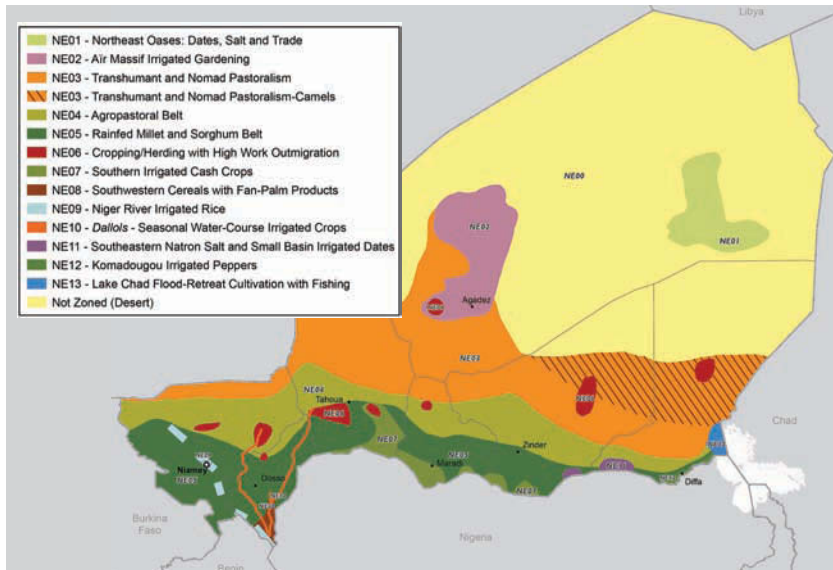 Libya
NE01 - Northeast Oases: Dates, Salt and Trade
NE02 - Aïr Massif Irrigated Gardening
NE03 - Transhumant and Nomad Pastoralism
NE03 - Transhumant and Nomad Pastoralism-Camels
NE04 - Agropastoral Belt
NE05 - Rainfed Millet and Sorghum Belt
NE06 - Cropping/Herding with High Work Outmigration
NE07 - Southern Irrigated Cash Crops
NE08 - Southwestern Cereals with Fan-Palm Products
NE09 - Niger River Irrigated Rice
NE10 - Dallols - Seasonal Water-Course Irrigated Crops
NE11 - Southeastern Natron Salt and Small Basin Irrigated Dates
NE12 - Komadougou Irrigated Peppers
NE13 - Lake Chad Flood-Retreat Cultivation with Fishing
Not Zoned (Desert)
NE00
NE02
NE01
Agadez
NE03
NE04
Tahoua
NE06
Chad
NE07
NE05
Zinder
Maradi
Niamey
NE05
Dosso
Diffa
NE07
Burkina
Faso
Nigeria
Benin